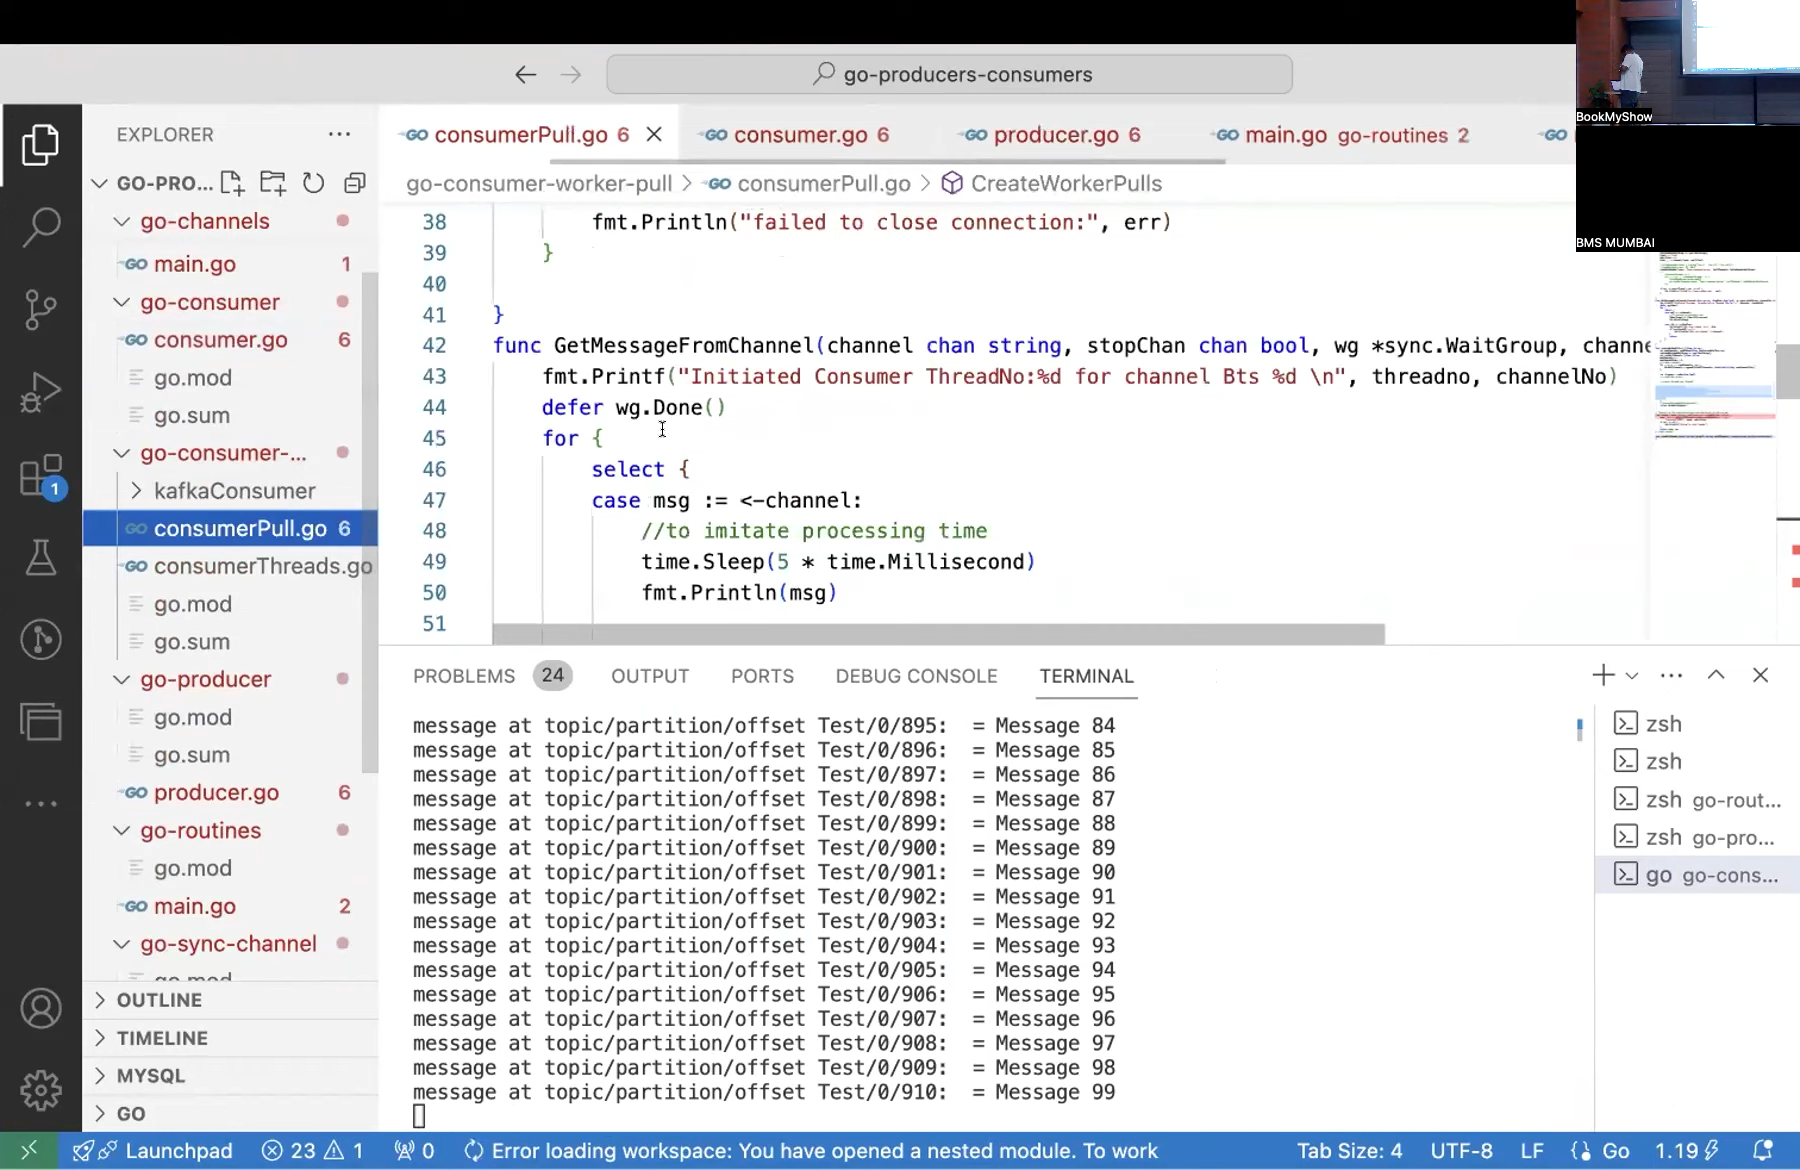 go-producers-consumers
BookMyShow
BMS MUMBAI
EXPLORER
GO-PRO...
go-channels
main.go 1
go-consumer
consumer.go 6
go.mod
go.sum
go-consumer-...
kafkaConsumer
consumerPull.go 6
consumerThreads.go
go.mod
go.sum
go-producer
go.mod
go.sum
producer.go 6
go-routines
go.mod
main.go 2
go-sync-channel
go.mod
OUTLINE
TIMELINE
MYSQL
GO
1
consumerPull.go 6
consumer.go 6
producer.go 6
main.go go-routines 2
go-consumer-worker-pull > consumerPull.go > CreateWorkerPulls
38 fmt.Println("failed to close connection:", err)
39 }
40
41 }
42 func GetMessageFromChannel(channel chan string, stopChan chan bool, wg *sync.WaitGroup, channe
43 fmt.Printf("Initiated Consumer ThreadNo:%d for channel Bts %d \n", threadno, channelNo)
44 defer wg.Done()
45 for {
46 select {
47 case msg := <-channel:
48 //to imitate processing time
49 time.Sleep(5 * time.Millisecond)
50 fmt.Println(msg)
51
PROBLEMS 24 OUTPUT PORTS DEBUG CONSOLE TERMINAL
message at topic/partition/offset Test/0/895: = Message 84
message at topic/partition/offset Test/0/896: = Message 85
message at topic/partition/offset Test/0/897: = Message 86
message at topic/partition/offset Test/0/898: = Message 87
message at topic/partition/offset Test/0/899: = Message 88
message at topic/partition/offset Test/0/900: = Message 89
message at topic/partition/offset Test/0/901: = Message 90
message at topic/partition/offset Test/0/902: = Message 91
message at topic/partition/offset Test/0/903: = Message 92
message at topic/partition/offset Test/0/904: = Message 93
message at topic/partition/offset Test/0/905: = Message 94
message at topic/partition/offset Test/0/906: = Message 95
message at topic/partition/offset Test/0/907: = Message 96
message at topic/partition/offset Test/0/908: = Message 97
message at topic/partition/offset Test/0/909: = Message 98
message at topic/partition/offset Test/0/910: = Message 99
zsh
zsh
zsh go-rout...
zsh go-pro...
go go-cons...
Launchpad 23 1 0 Error loading workspace: You have opened a nested module. To work Tab Size: 4 UTF-8 LF Go 1.19